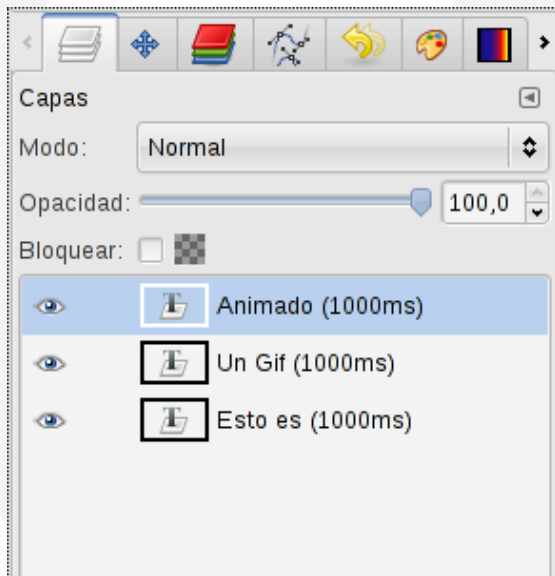 Capas
Modo: Normal
Opacidad: 100,0
Bloquear:
Animado (1000ms)
Un Gif (1000ms)
Esto es (1000ms)